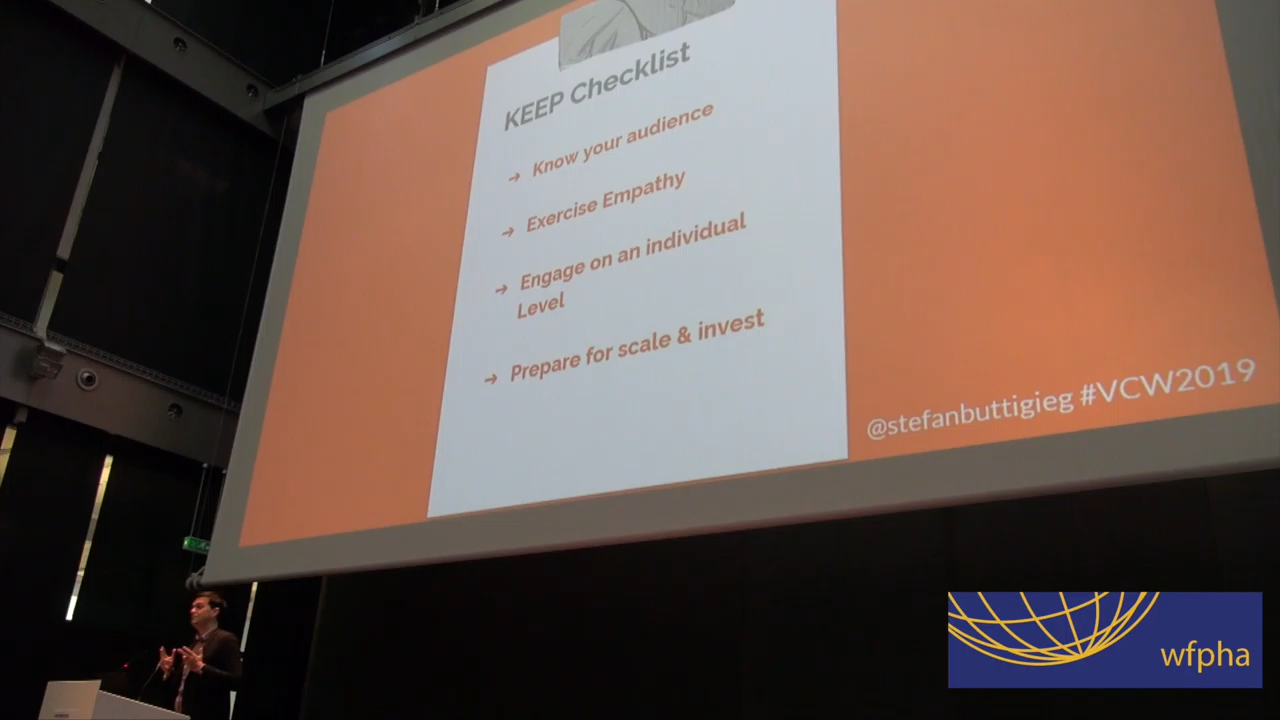 KEEP Checklist
➔ Know your audience
➔ Exercise Empathy
➔ Engage on an individual
Level
➔ Prepare for scale & invest
@stefanbuttigieg #VCW2019
wfpha